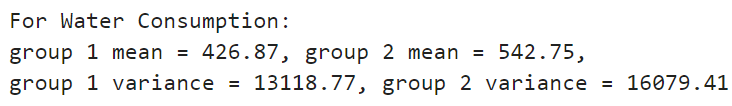 For Water Consumption:
group 1 mean = 426.87, group 2 mean = 542.75,
group 1 variance = 13118.77, group 2 variance = 16079.41